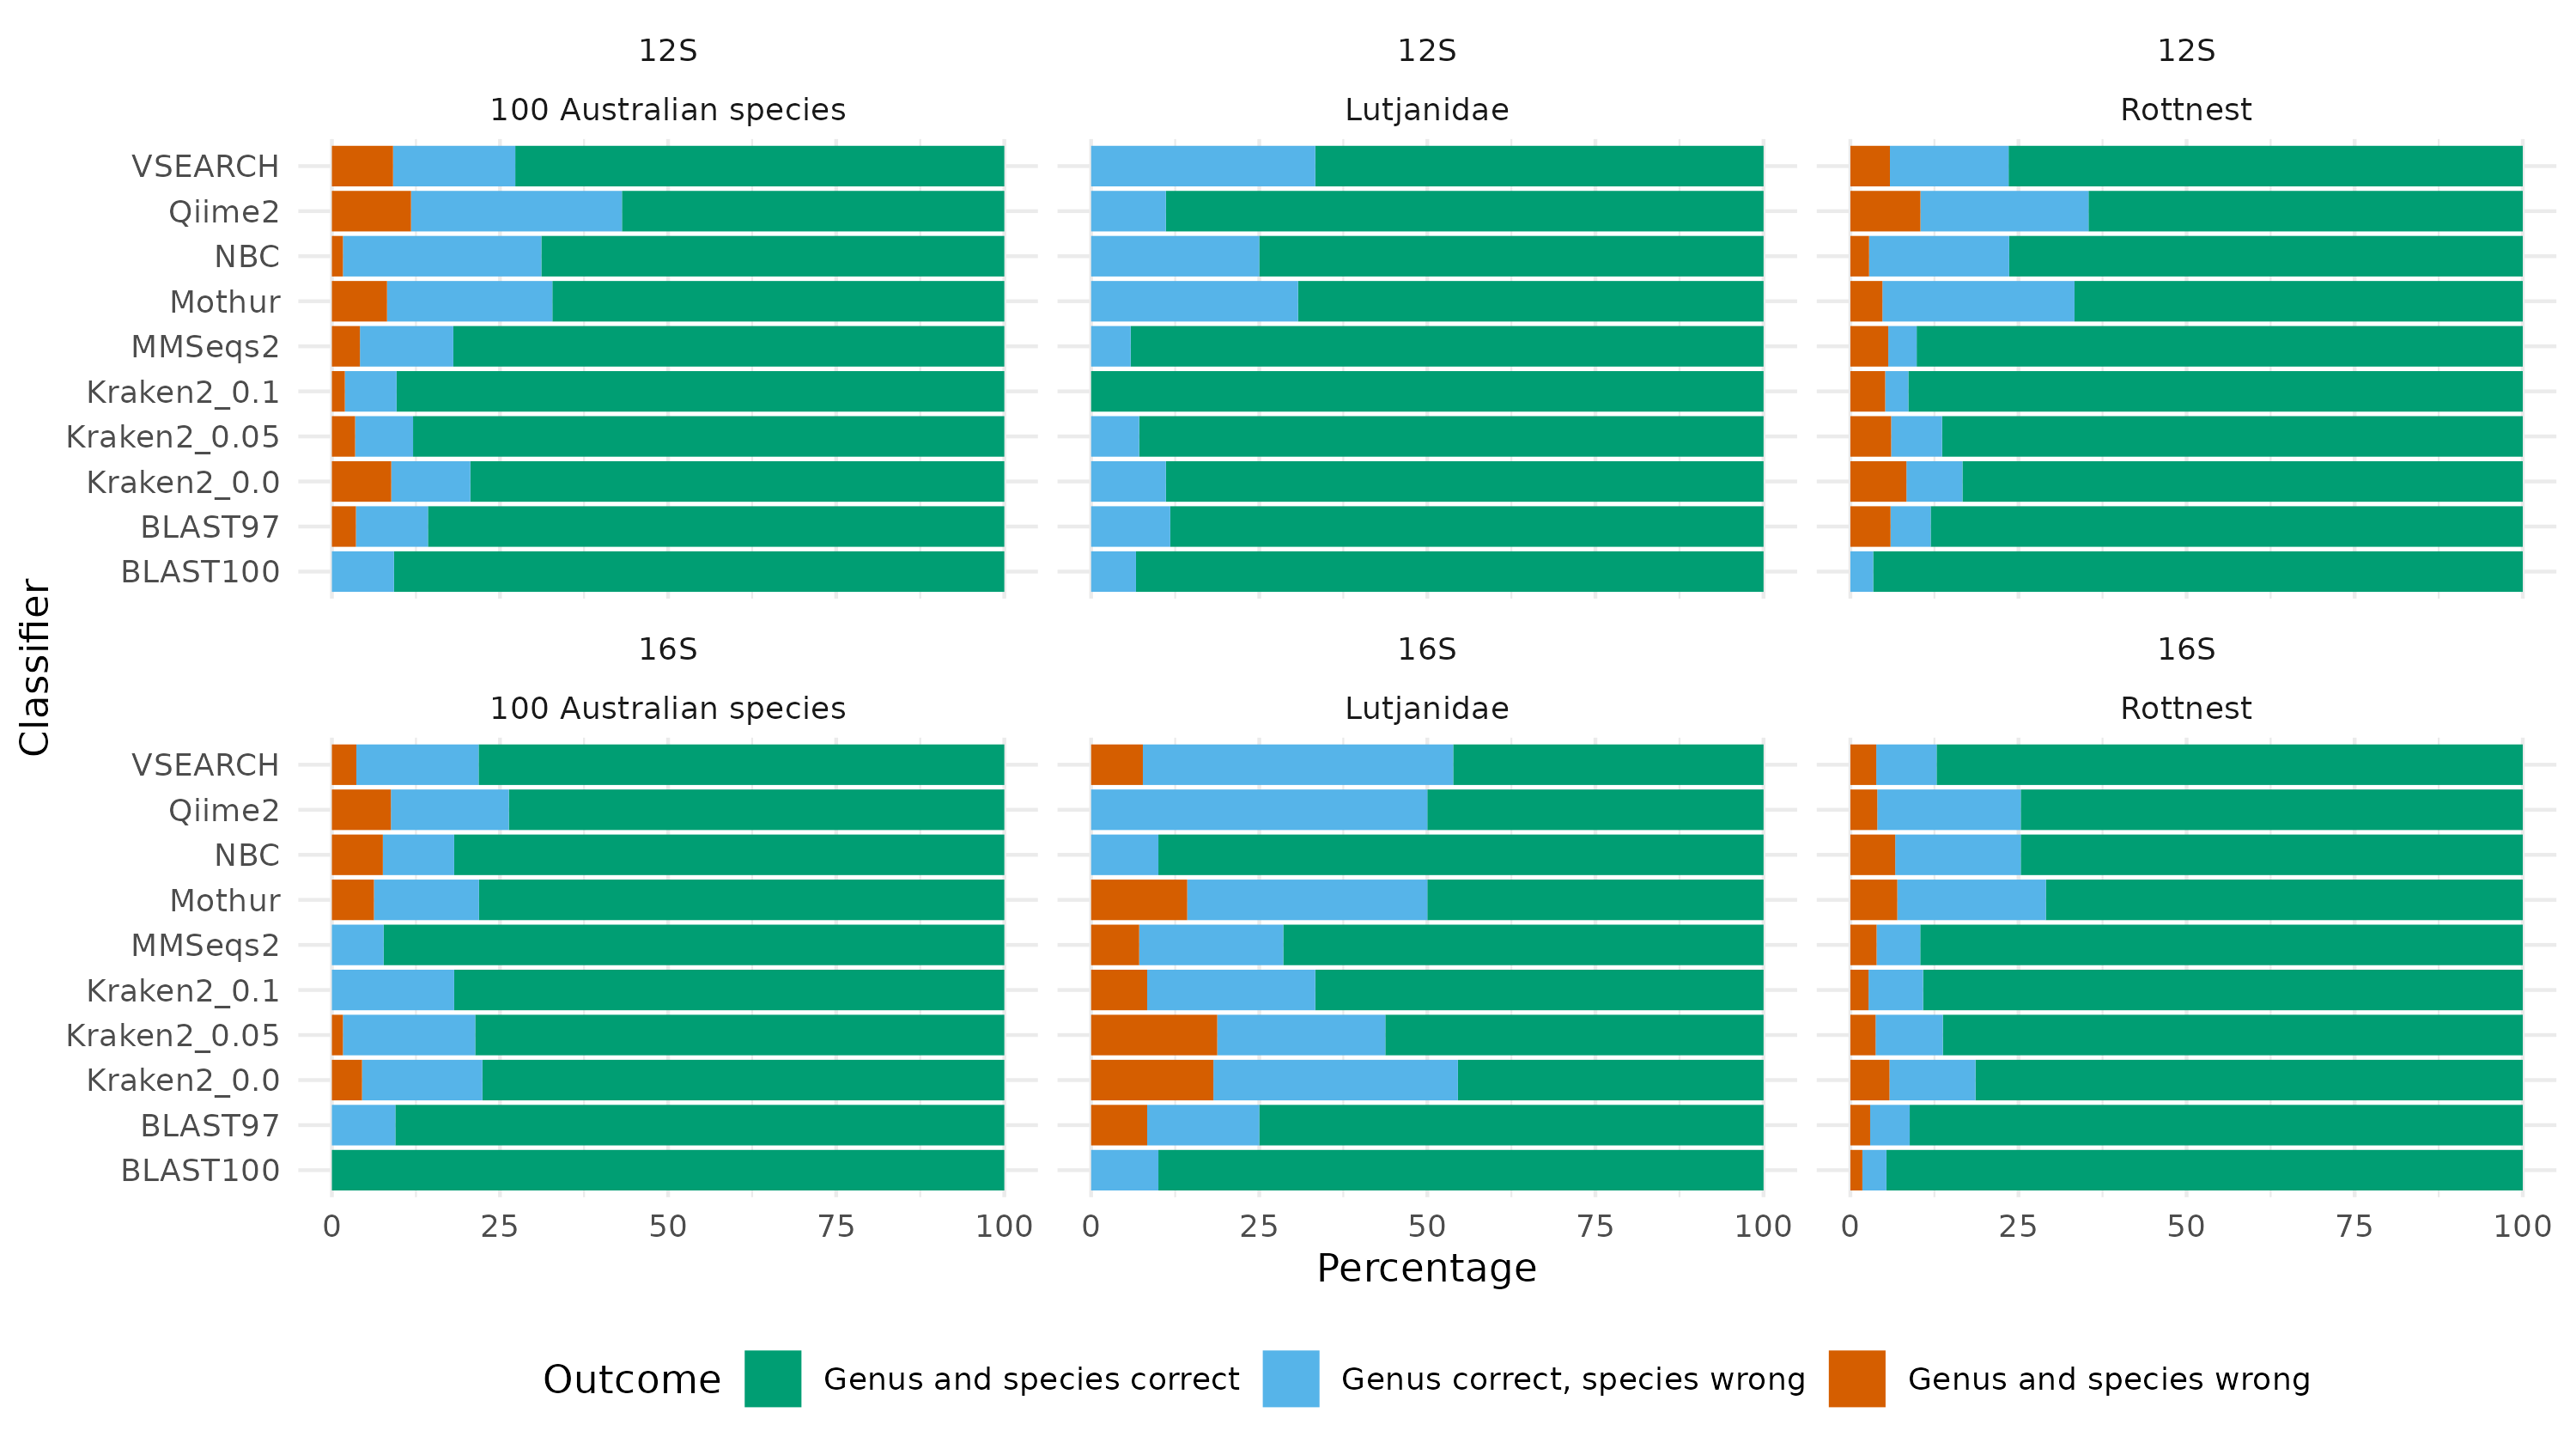 12S 12S 12S
100 Australian species Lutjanidae Rottnest
VSEARCH
Qiime2
NBC
Mothur
MMSeqs2
Kraken2_0.1
Kraken2_0.05
Kraken2_0.0
BLAST97
BLAST100
Classifier
16S 16S 16S
100 Australian species Lutjanidae Rottnest
VSEARCH
Qiime2
NBC
Mothur
MMSeqs2
Kraken2_0.1
Kraken2_0.05
Kraken2_0.0
BLAST97
BLAST100
0 25 50 75 100 0 25 50 75 100 0 25 50 75 100
Percentage
Outcome Genus and species correct Genus correct, species wrong Genus and species wrong